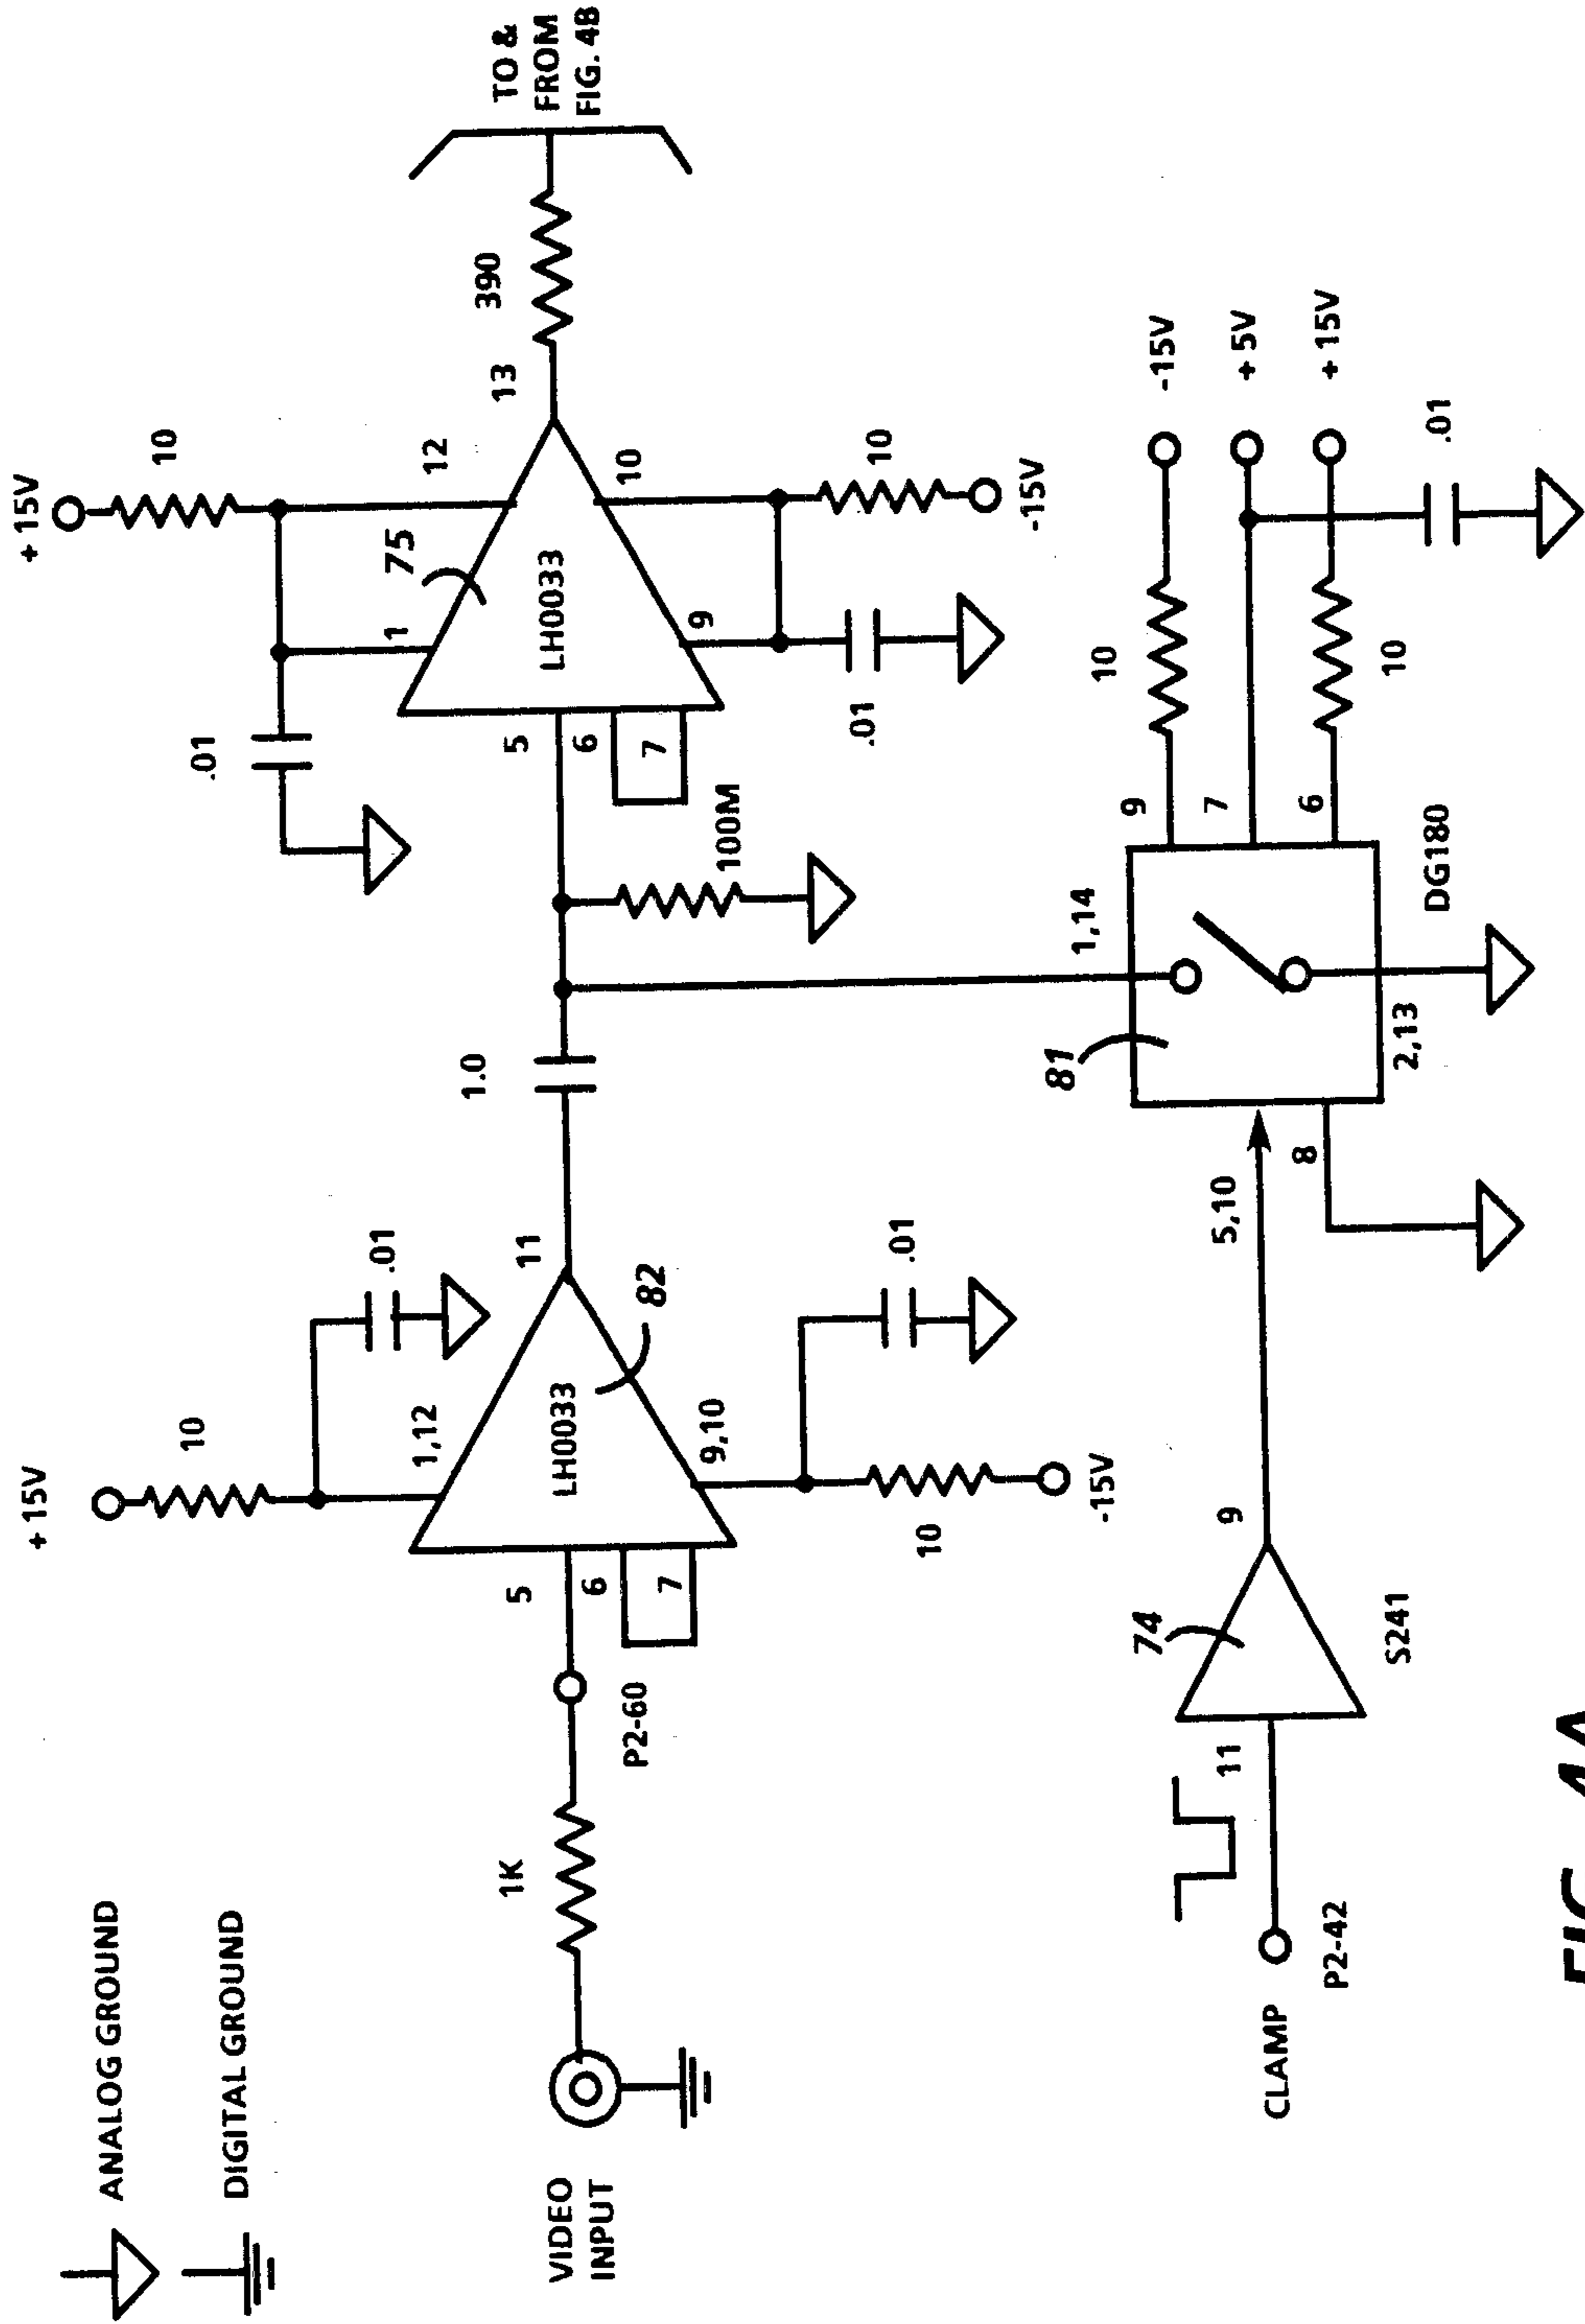 ANALOG GROUND
DIGITAL GROUND
VIDEO
INPUT
1K
P2-60
5
6
7
+15V
10
.01
1,12
LH0033
82
11
9,10
10
-15V
.01
1.0
100M
5
6
7
.01
+15V
10
1
75
12
LH0033
13
9
10
.01
10
-15V
390
TO &
FROM
FIG. 4B
CLAMP
P2-42
11
74
S241
9
5,10
8
81
1,14
2,13
DG180
9
7
6
10
10
-15V
+5V
+15V
.01
FIG. 4A